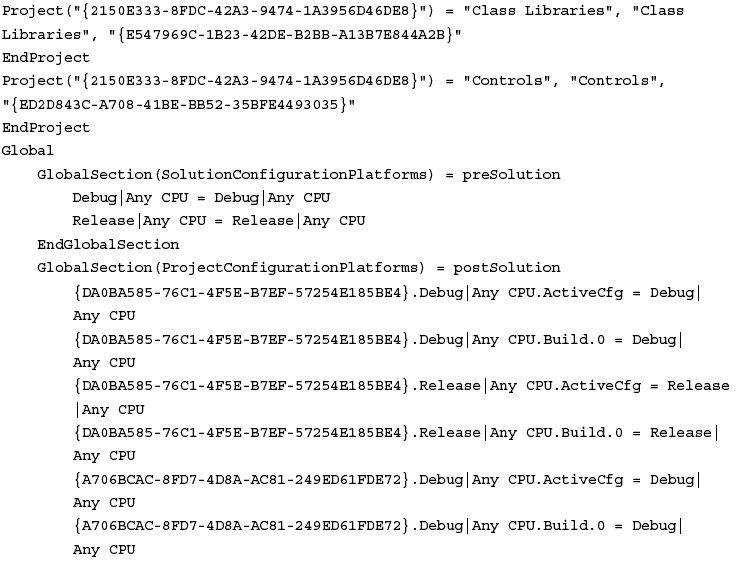 Project("{2150E333-8FDC-42A3-9474-1A3956D46DE8}") = "Class Libraries", "Class
Libraries", "{E547969C-1B23-42DE-B2BB-A13B7E844A2B}"
EndProject
Project("{2150E333-8FDC-42A3-9474-1A3956D46DE8}") = "Controls", "Controls",
"{ED2D843C-A708-41BE-BB52-35BFE4493035}"
EndProject
Global
    GlobalSection(SolutionConfigurationPlatforms) = preSolution
        Debug|Any CPU = Debug|Any CPU
        Release|Any CPU = Release|Any CPU
    EndGlobalSection
    GlobalSection(ProjectConfigurationPlatforms) = postSolution
        {DA0BA585-76C1-4F5E-B7EF-57254E185BE4}.Debug|Any CPU.ActiveCfg = Debug|
        Any CPU
        {DA0BA585-76C1-4F5E-B7EF-57254E185BE4}.Debug|Any CPU.Build.0 = Debug|
        Any CPU
        {DA0BA585-76C1-4F5E-B7EF-57254E185BE4}.Release|Any CPU.ActiveCfg = Release
        |Any CPU
        {DA0BA585-76C1-4F5E-B7EF-57254E185BE4}.Release|Any CPU.Build.0 = Release|
        Any CPU
        {A706BCAC-8FD7-4D8A-AC81-249ED61FDE72}.Debug|Any CPU.ActiveCfg = Debug|
        Any CPU
        {A706BCAC-8FD7-4D8A-AC81-249ED61FDE72}.Debug|Any CPU.Build.0 = Debug|
        Any CPU